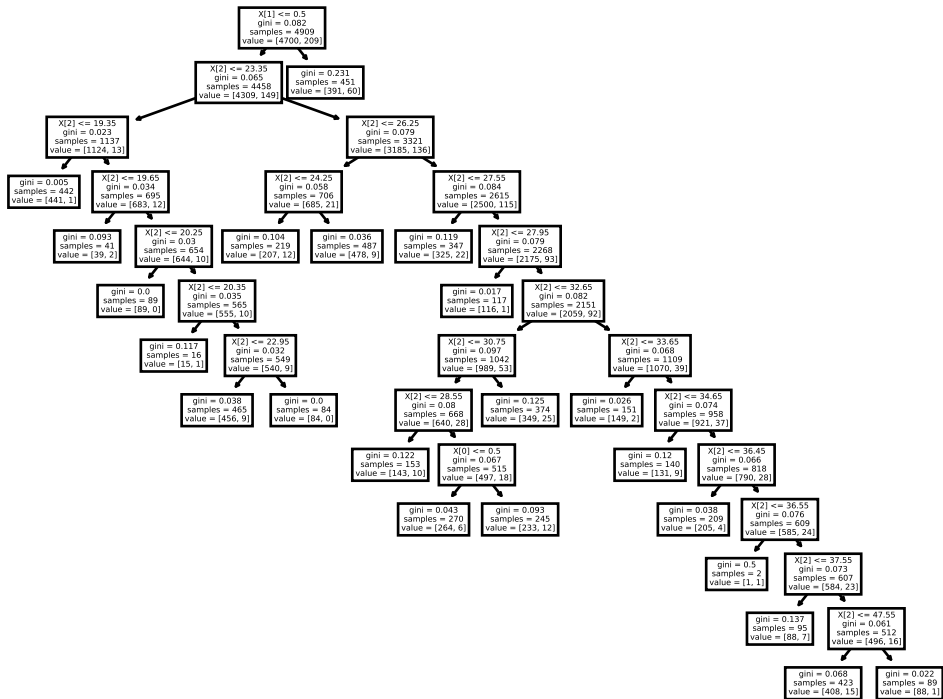 X[1] <= 0.5
gini = 0.082
samples = 4909
value = [4700, 209]
X[2] <= 23.35
gini = 0.065
samples = 4458
value = [4309, 149]
gini = 0.231
samples = 451
value = [391, 60]
X[2] <= 19.35
gini = 0.023
samples = 1137
value = [1124, 13]
X[2] <= 26.25
gini = 0.079
samples = 3321
value = [3185, 136]
gini = 0.005
samples = 442
value = [441, 1]
X[2] <= 19.65
gini = 0.034
samples = 695
value = [683, 12]
X[2] <= 24.25
gini = 0.058
samples = 706
value = [685, 21]
X[2] <= 27.55
gini = 0.084
samples = 2615
value = [2500, 115]
gini = 0.093
samples = 41
value = [39, 2]
X[2] <= 20.25
gini = 0.03
samples = 654
value = [644, 10]
gini = 0.104
samples = 219
value = [207, 12]
gini = 0.036
samples = 487
value = [478, 9]
gini = 0.119
samples = 347
value = [325, 22]
X[2] <= 27.95
gini = 0.079
samples = 2268
value = [2175, 93]
gini = 0.0
samples = 89
value = [89, 0]
X[2] <= 20.35
gini = 0.035
samples = 565
value = [555, 10]
gini = 0.017
samples = 117
value = [116, 1]
X[2] <= 32.65
gini = 0.082
samples = 2151
value = [2059, 92]
gini = 0.117
samples = 16
value = [15, 1]
X[2] <= 22.95
gini = 0.032
samples = 549
value = [540, 9]
X[2] <= 30.75
gini = 0.097
samples = 1042
value = [989, 53]
X[2] <= 33.65
gini = 0.068
samples = 1109
value = [1070, 39]
gini = 0.038
samples = 465
value = [456, 9]
gini = 0.0
samples = 84
value = [84, 0]
X[2] <= 28.55
gini = 0.08
samples = 668
value = [640, 28]
gini = 0.125
samples = 374
value = [349, 25]
gini = 0.026
samples = 151
value = [149, 2]
X[2] <= 34.65
gini = 0.074
samples = 958
value = [921, 37]
gini = 0.122
samples = 153
value = [143, 10]
X[0] <= 0.5
gini = 0.067
samples = 515
value = [497, 18]
gini = 0.12
samples = 140
value = [131, 9]
X[2] <= 36.45
gini = 0.066
samples = 818
value = [790, 28]
gini = 0.043
samples = 270
value = [264, 6]
gini = 0.093
samples = 245
value = [233, 12]
gini = 0.038
samples = 209
value = [205, 4]
X[2] <= 36.55
gini = 0.076
samples = 609
value = [585, 24]
gini = 0.5
samples = 2
value = [1, 1]
X[2] <= 37.55
gini = 0.073
samples = 607
value = [584, 23]
gini = 0.137
samples = 95
value = [88, 7]
X[2] <= 47.55
gini = 0.061
samples = 512
value = [496, 16]
gini = 0.068
samples = 423
value = [408, 15]
gini = 0.022
samples = 89
value = [88, 1]